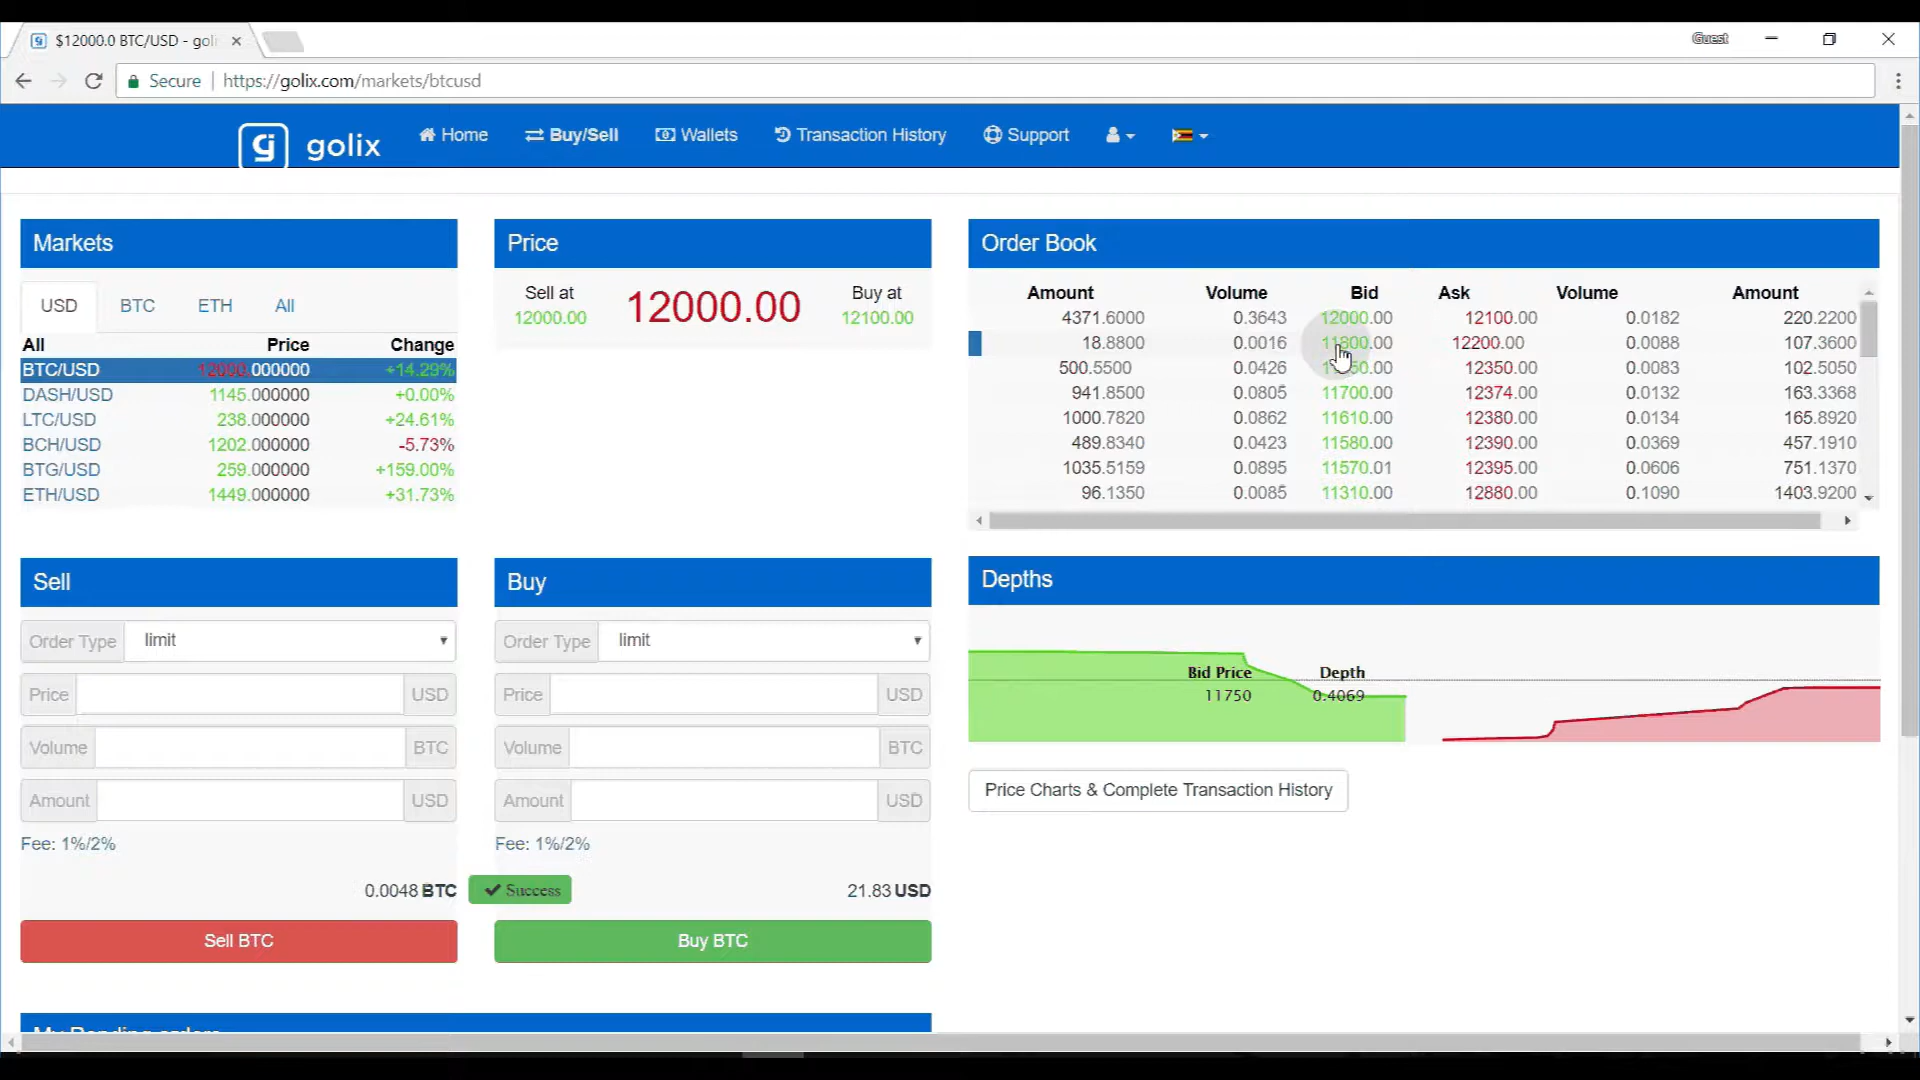 $12000.0 BTC/USD - goli
Guest
Secure | https://golix.com/markets/btcusd
golix
Home
Buy/Sell
Wallets
Transaction History
Support
Markets
USD BTC ETH All
All Price Change
BTC/USD 12000.000000 +14.29%
DASH/USD 1145.000000 +0.00%
LTC/USD 238.000000 +24.61%
BCH/USD 1202.000000 -5.73%
BTG/USD 259.000000 +159.00%
ETH/USD 1449.000000 +31.73%
Price
Sell at
12000.00
12000.00
Buy at
12100.00
Order Book
Amount Volume Bid Ask Volume Amount
4371.6000 0.3643 12000.00 12100.00 0.0182 220.2200
18.8800 0.0016 11800.00 12200.00 0.0088 107.3600
500.5500 0.0426 12350.00 0.0083 102.5050
941.8500 0.0805 11700.00 12374.00 0.0132 163.3368
1000.7820 0.0862 11610.00 12380.00 0.0134 165.8920
489.8340 0.0423 11580.00 12390.00 0.0369 457.1910
1035.5159 0.0895 11570.01 12395.00 0.0606 751.1370
96.1350 0.0085 11310.00 12880.00 0.1090 1403.9200
Sell
Order Type limit
Price USD
Volume BTC
Amount USD
Fee: 1%/2%
0.0048 BTC
Sell BTC
Success
Buy
Order Type limit
Price USD
Volume BTC
Amount USD
Fee: 1%/2%
21.83 USD
Buy BTC
Depths
Bid Price Depth
11750 0.4069
Price Charts & Complete Transaction History
My Pending orders